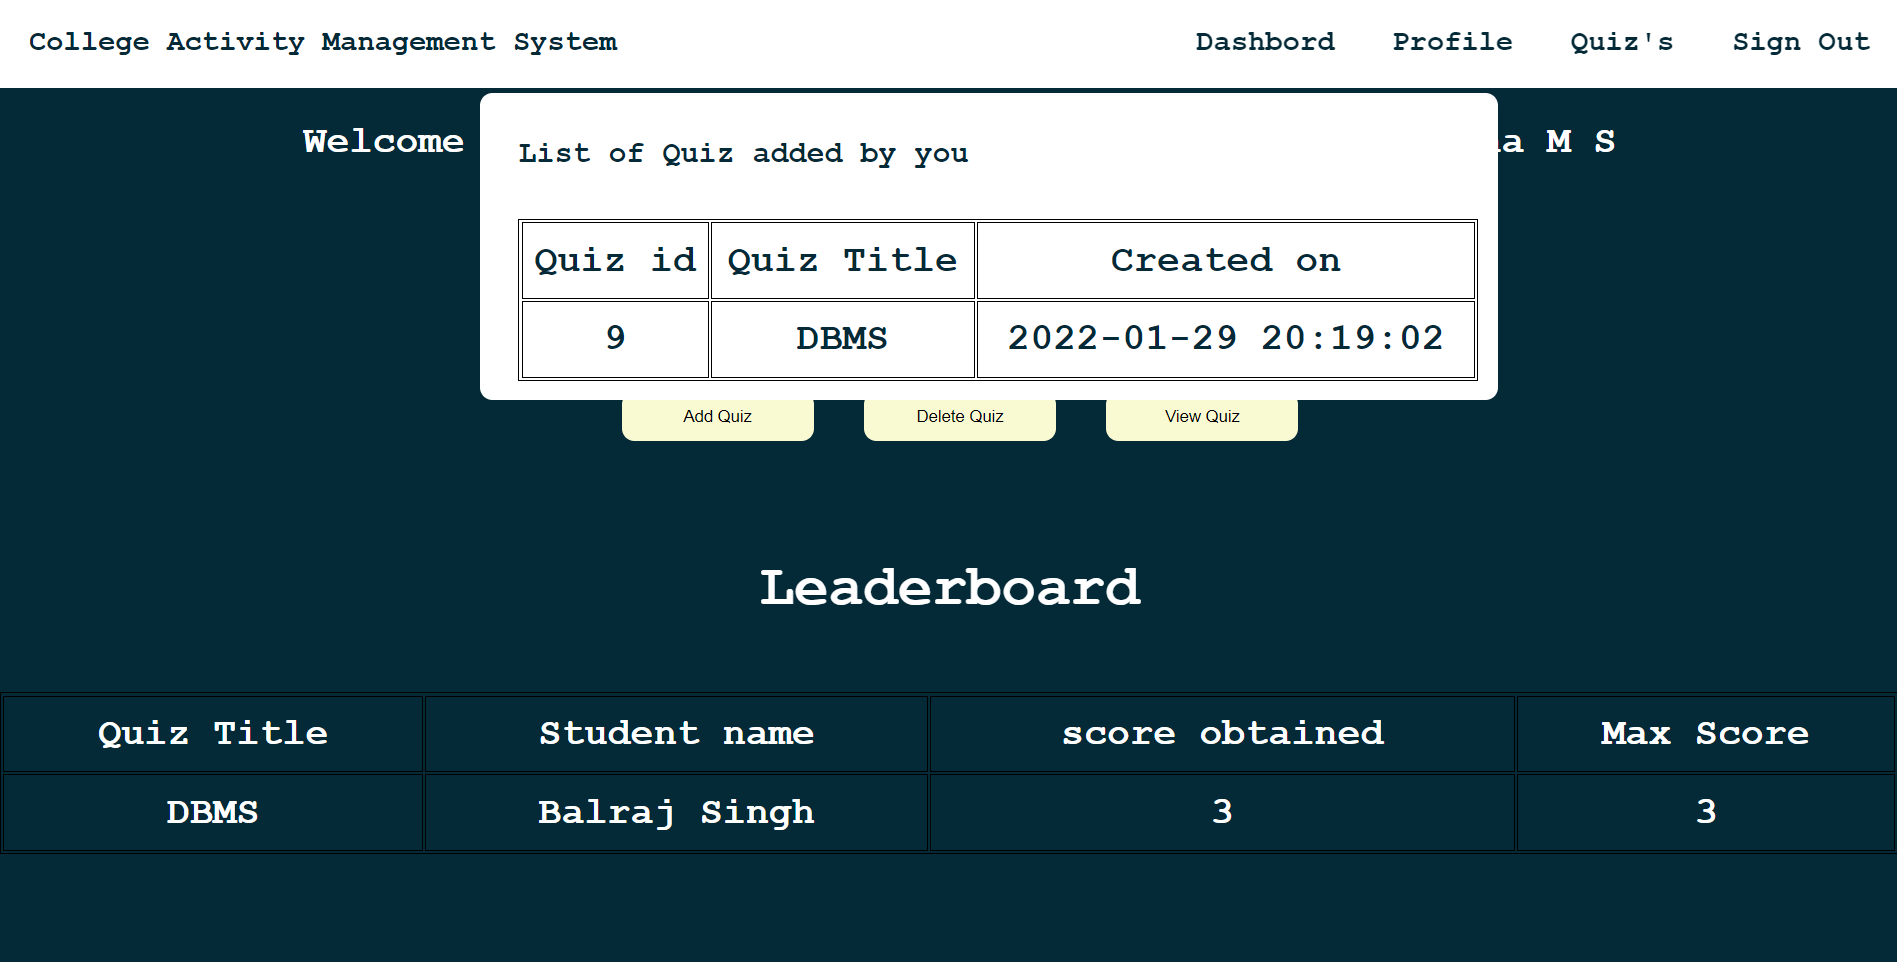 College Activity Management System Dashbord Profile Quiz's Sign Out
Welcome M S
List of Quiz added by you
Quiz id Quiz Title Created on
9 DBMS 2022-01-29 20:19:02
Add Quiz Delete Quiz View Quiz
Leaderboard
Quiz Title Student name score obtained Max Score
DBMS Balraj Singh 3 3